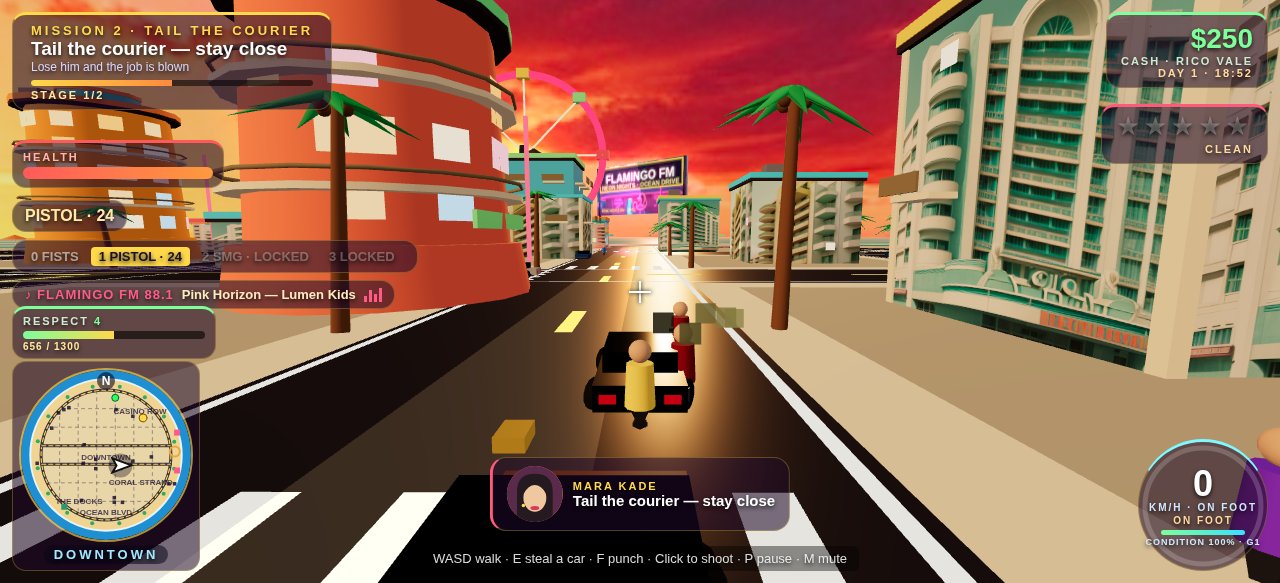 MISSION 2 · TAIL THE COURIER
Tail the courier — stay close
Lose him and the job is blown
STAGE 1/2
HEALTH
PISTOL · 24
0 FISTS 1 PISTOL · 24 2 SMG · LOCKED 3 LOCKED
♪ FLAMINGO FM 88.1 Pink Horizon — Lumen Kids
RESPECT 4
656 / 1300
N
CASINO ROW
DOWNTOWN
CORAL STRAND
THE DOCKS
OCEAN BLVD
DOWNTOWN
$250
CASH · RICO VALE
DAY 1 · 18:52
★★★★★
CLEAN
FLAMINGO FM
NEON NIGHTS · OCEAN DRIVE
MARA KADE
Tail the courier — stay close
WASD walk · E steal a car · F punch · Click to shoot · P pause · M mute
0
KM/H · ON FOOT
ON FOOT
CONDITION 100% · G1